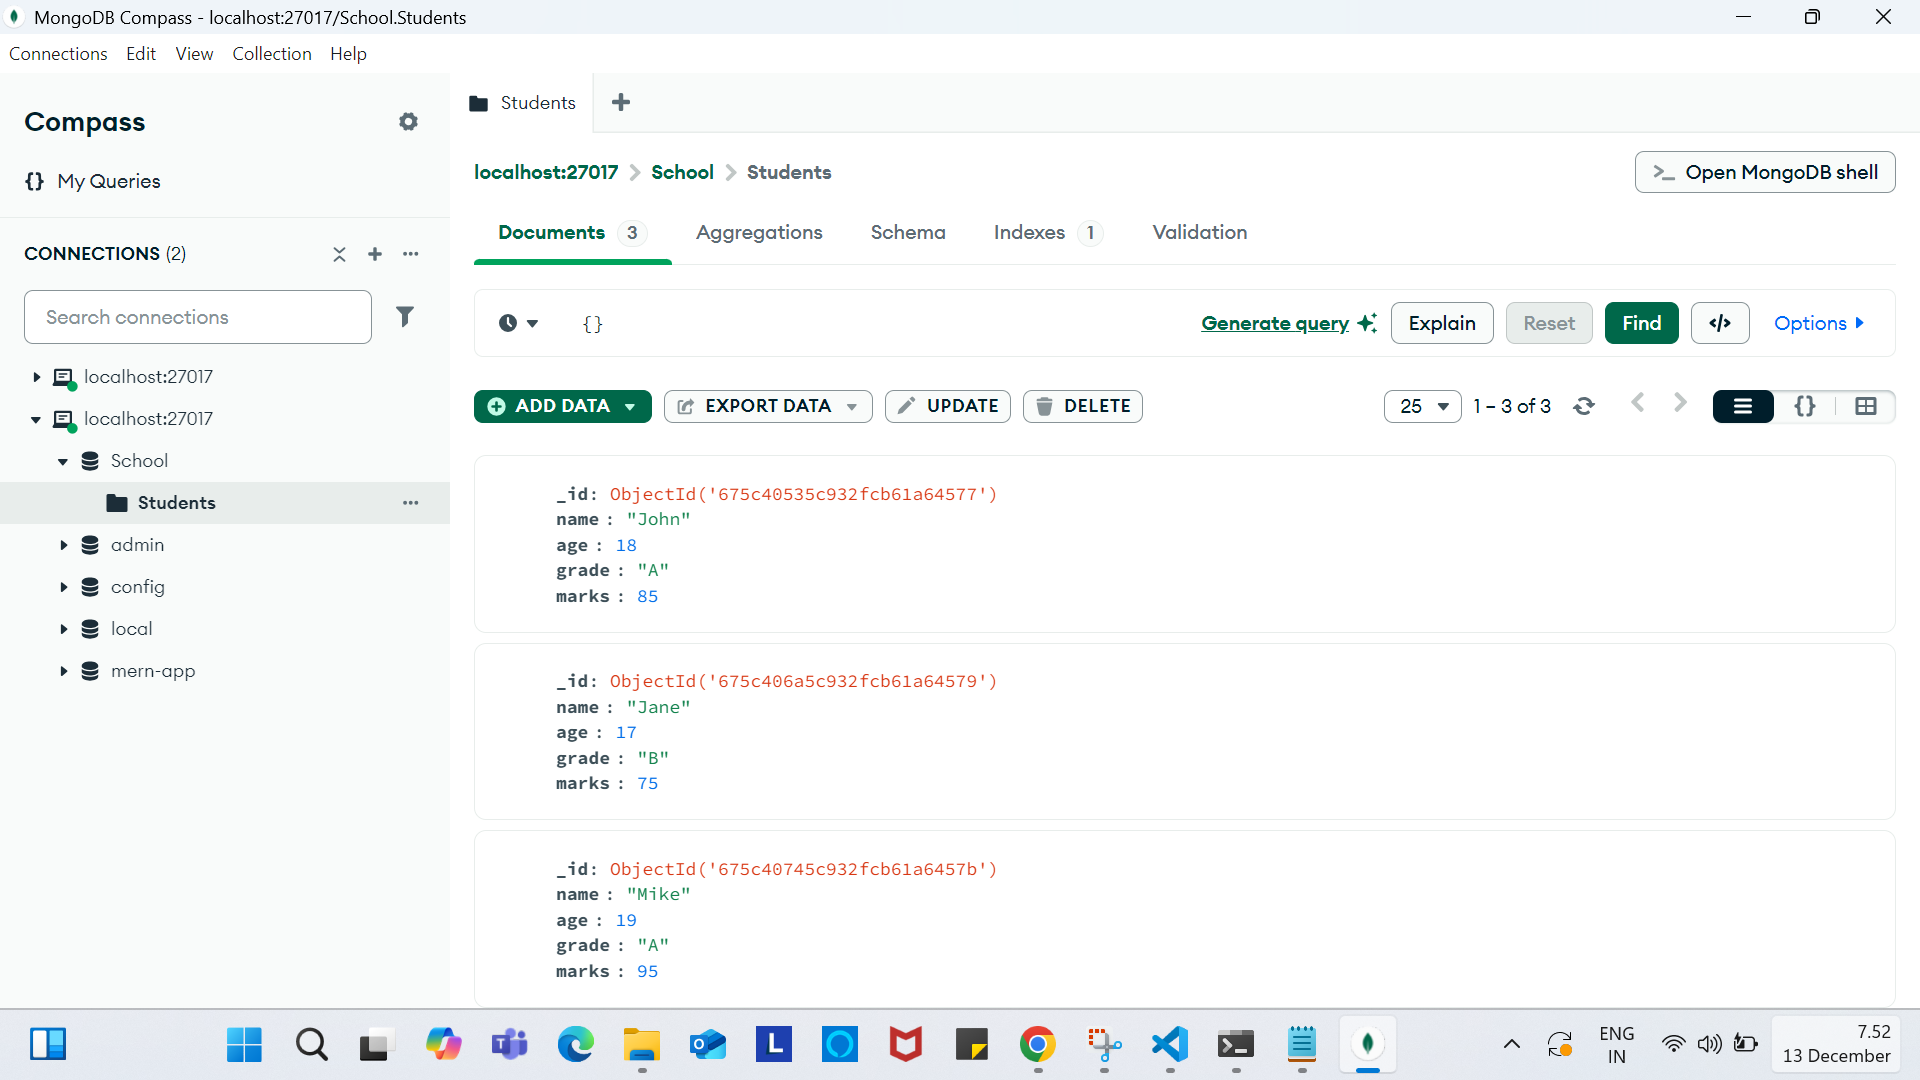 MongoDB Compass - localhost:27017/School.Students
Connections Edit View Collection Help
Compass
{} My Queries
CONNECTIONS (2)
Search connections
localhost:27017
localhost:27017
School
Students
admin
config
local
mern-app
Students
localhost:27017 > School > Students
>_ Open MongoDB shell
Documents 3 Aggregations Schema Indexes 1 Validation
{} Generate query Explain Reset Find </> Options
ADD DATA EXPORT DATA UPDATE DELETE 25 1 – 3 of 3 {}
_id: ObjectId('675c40535c932fcb61a64577')
name : "John"
age : 18
grade : "A"
marks : 85
_id: ObjectId('675c406a5c932fcb61a64579')
name : "Jane"
age : 17
grade : "B"
marks : 75
_id: ObjectId('675c40745c932fcb61a6457b')
name : "Mike"
age : 19
grade : "A"
marks : 95
L
ENG
IN
7.52
13 December